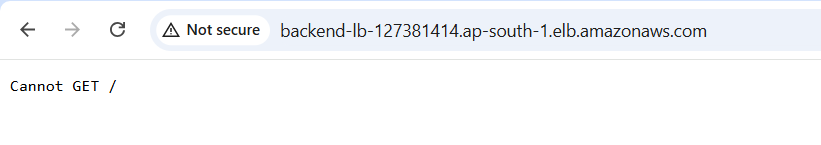 Not secure backend-lb-127381414.ap-south-1.elb.amazonaws.com
Cannot GET /